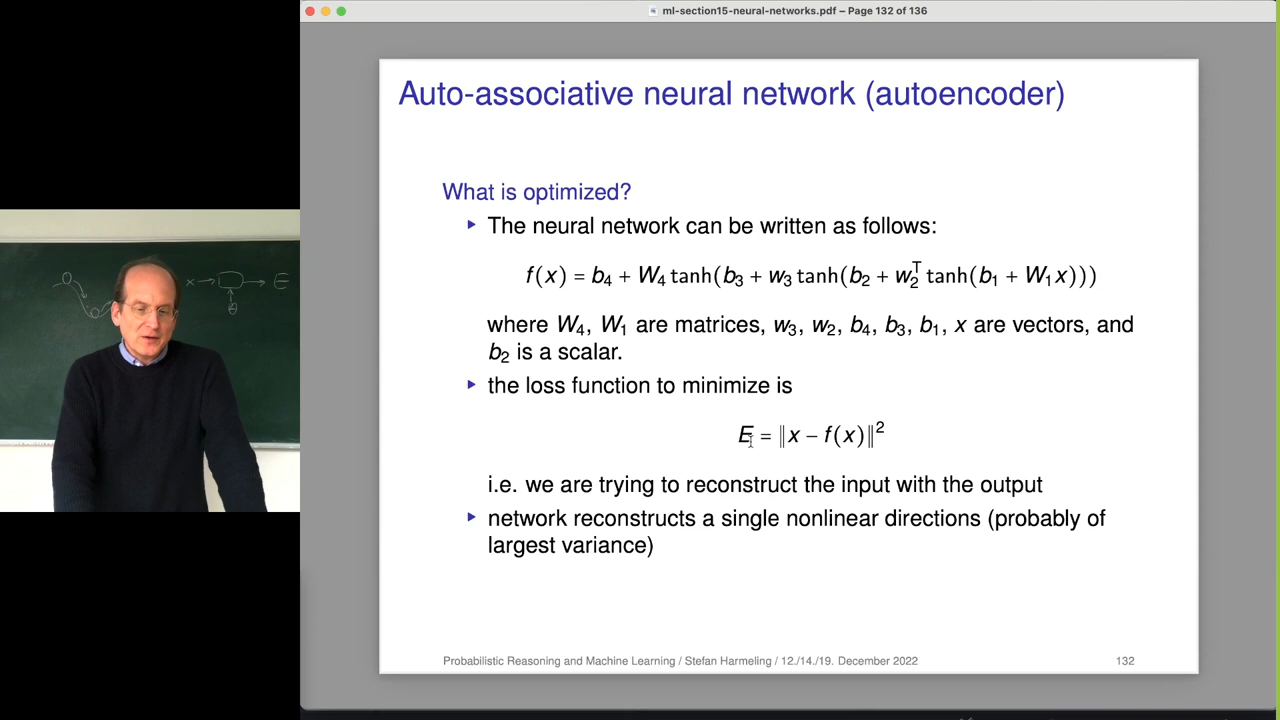 ml-section15-neural-networks.pdf – Page 132 of 136
Auto-associative neural network (autoencoder)
What is optimized?
▸ The neural network can be written as follows:
f(x) = b₄ + W₄ tanh(b₃ + w₃ tanh(b₂ + w₂ᵀ tanh(b₁ + W₁x)))
where W₄, W₁ are matrices, w₃, w₂, b₄, b₃, b₁, x are vectors, and
b₂ is a scalar.
▸ the loss function to minimize is
E = ‖x − f(x)‖²
i.e. we are trying to reconstruct the input with the output
▸ network reconstructs a single nonlinear directions (probably of
largest variance)
Probabilistic Reasoning and Machine Learning / Stefan Harmeling / 12./14./19. December 2022
132
x → → E
θ